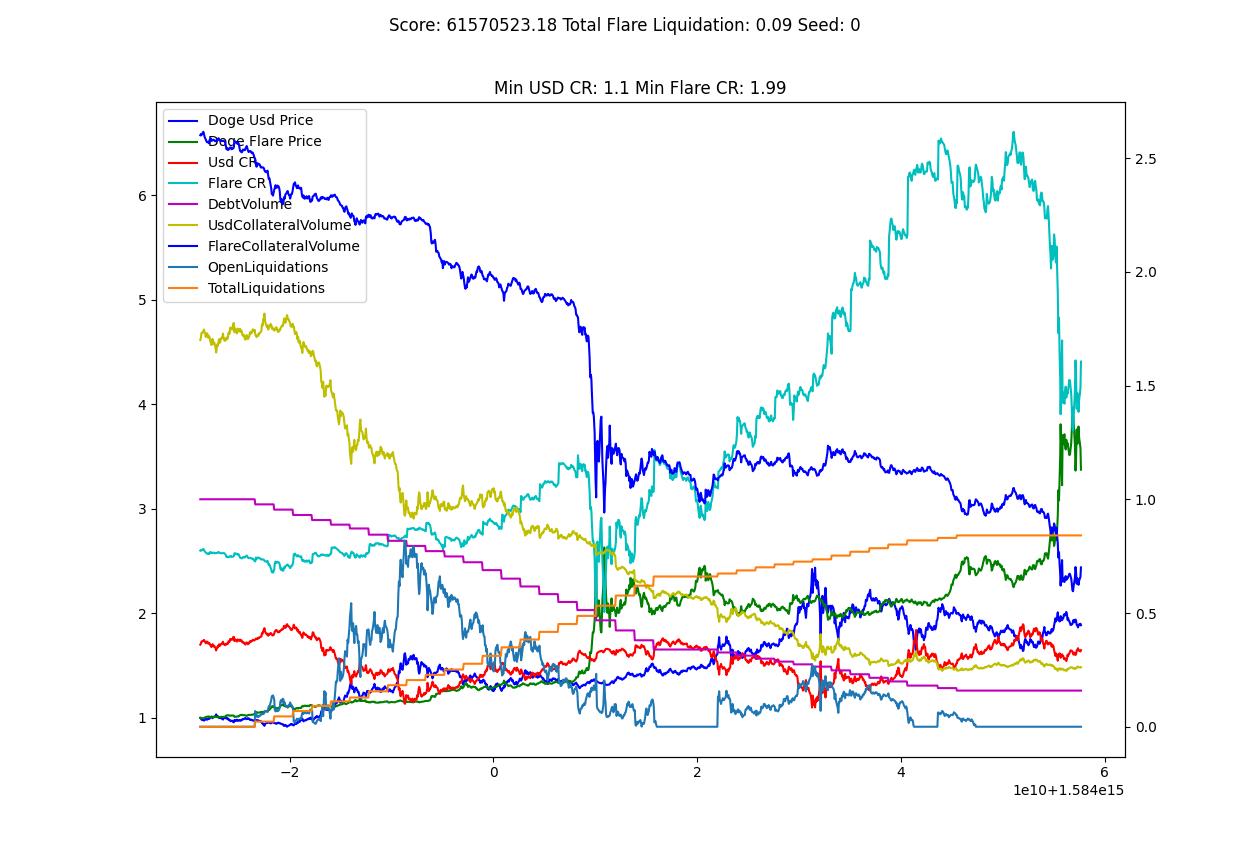 Score: 61570523.18 Total Flare Liquidation: 0.09 Seed: 0
Min USD CR: 1.1 Min Flare CR: 1.99
Doge Usd Price
Doge Flare Price
Usd CR
Flare CR
DebtVolume
UsdCollateralVolume
FlareCollateralVolume
OpenLiquidations
TotalLiquidations
6
5
4
3
2
1
2.5
2.0
1.5
1.0
0.5
0.0
−2
0
2
4
6
1e10+1.584e15